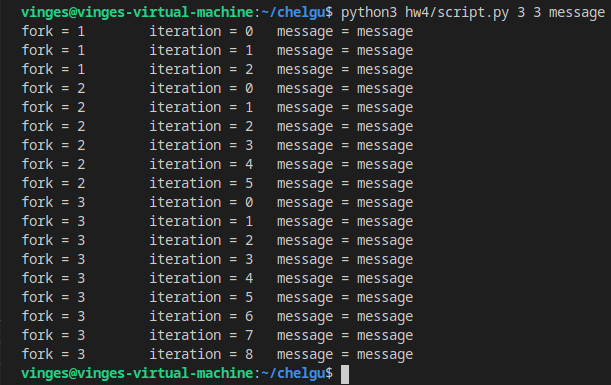 vinges@vinges-virtual-machine:~/chelgu$ python3 hw4/script.py 3 3 message
fork = 1        iteration = 0   message = message
fork = 1        iteration = 1   message = message
fork = 1        iteration = 2   message = message
fork = 2        iteration = 0   message = message
fork = 2        iteration = 1   message = message
fork = 2        iteration = 2   message = message
fork = 2        iteration = 3   message = message
fork = 2        iteration = 4   message = message
fork = 2        iteration = 5   message = message
fork = 3        iteration = 0   message = message
fork = 3        iteration = 1   message = message
fork = 3        iteration = 2   message = message
fork = 3        iteration = 3   message = message
fork = 3        iteration = 4   message = message
fork = 3        iteration = 5   message = message
fork = 3        iteration = 6   message = message
fork = 3        iteration = 7   message = message
fork = 3        iteration = 8   message = message
vinges@vinges-virtual-machine:~/chelgu$